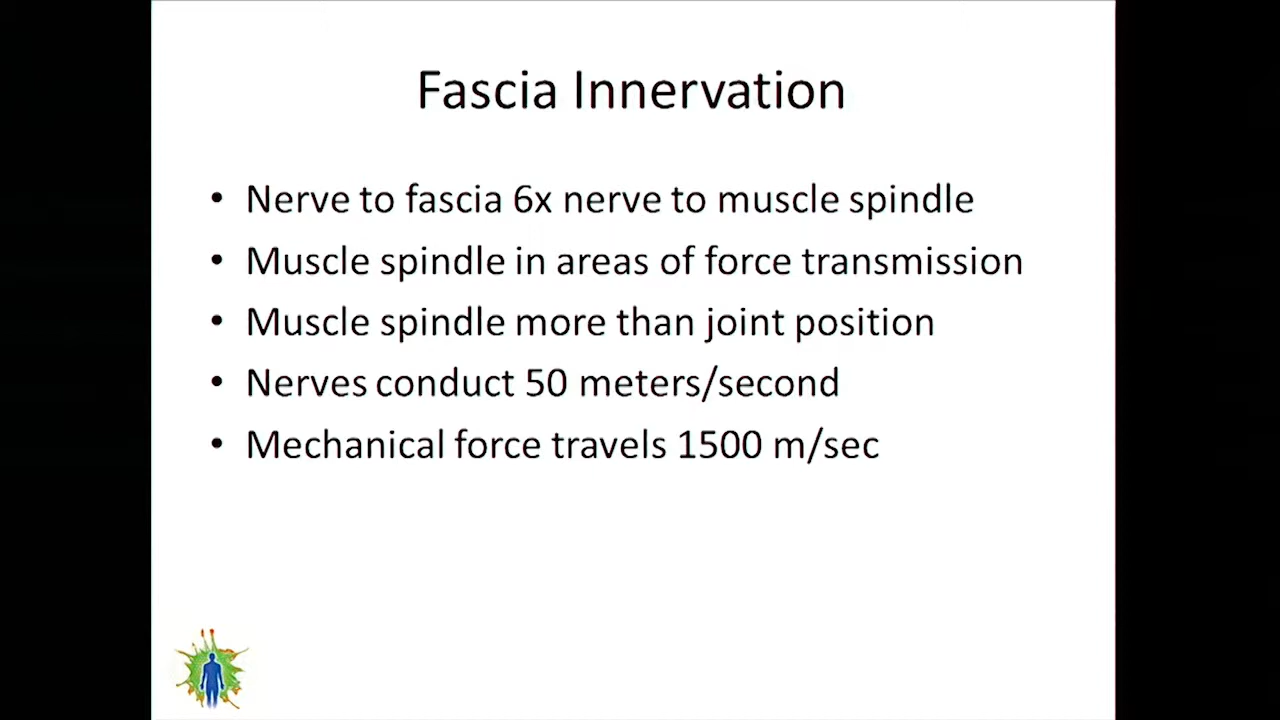 Fascia Innervation
• Nerve to fascia 6x nerve to muscle spindle
• Muscle spindle in areas of force transmission
• Muscle spindle more than joint position
• Nerves conduct 50 meters/second
• Mechanical force travels 1500 m/sec